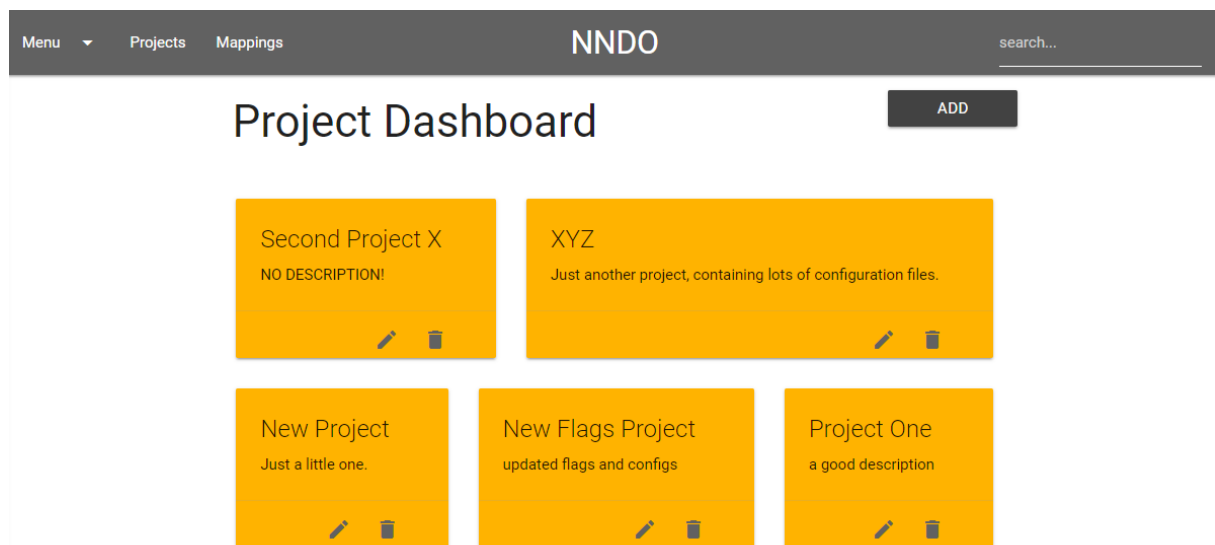 Menu Projects Mappings NNDO search...
Project Dashboard ADD
Second Project X
NO DESCRIPTION!
XYZ
Just another project, containing lots of configuration files.
New Project
Just a little one.
New Flags Project
updated flags and configs
Project One
a good description